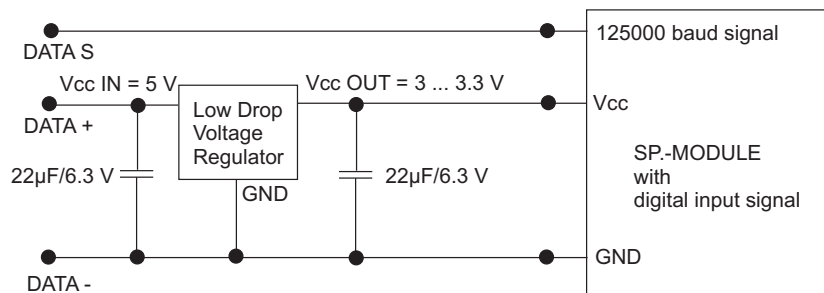 DATA S
125000 baud signal
Vcc IN = 5 V
Vcc OUT = 3 ... 3.3 V
DATA +
Low Drop
Voltage
Regulator
Vcc
22µF/6.3 V
GND
22µF/6.3 V
SP.-MODULE
with
digital input signal
GND
DATA -